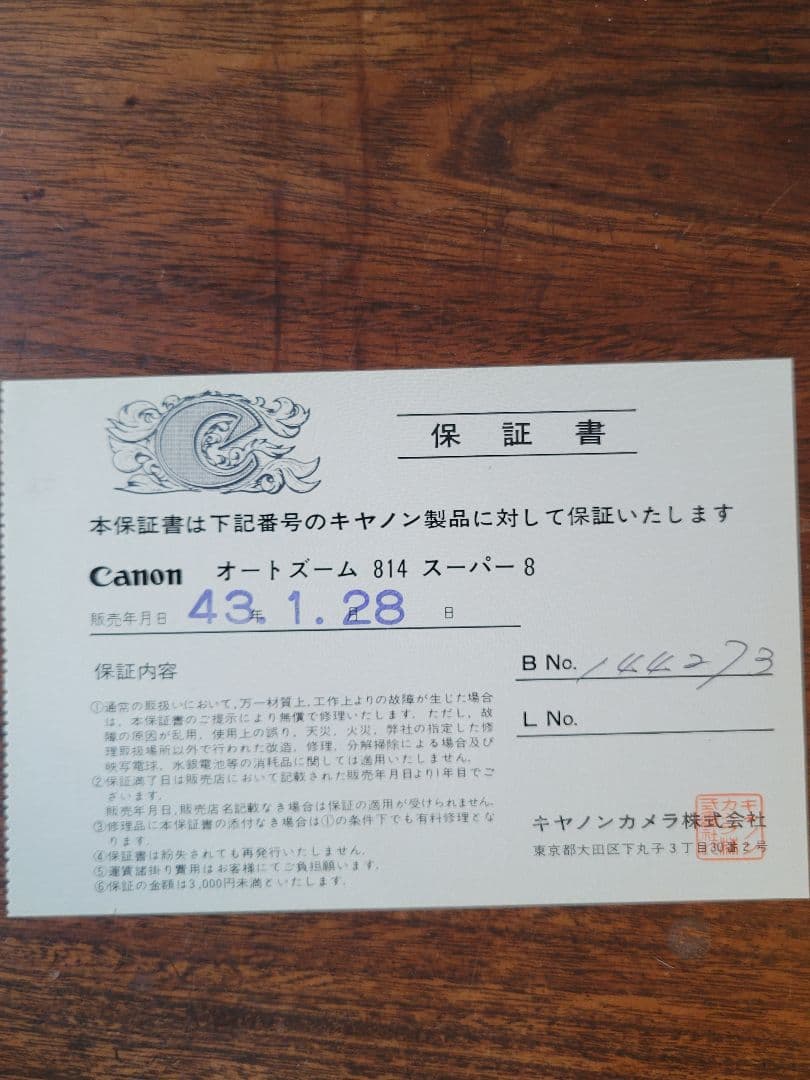 保証書
本保証書は下記番号のキヤノン製品に対して保証いたします
Canon オートズーム 814 スーパー8
販売年月日 43年.1.月28日
保証内容
B No. 144273
L No.
①通常の取扱いにおいて,万一材質上,工作上よりの故障が生じた場合
は、本保証書のご提示により無償で修理いたします. ただし, 故
障の原因が乱用, 使用上の誤り, 天災, 火災, 弊社の指定した修
理取扱場所以外で行われた改造, 修理, 分解掃除による場合及び
映写電球, 水銀電池等の消耗品に関しては適用いたしません.
②保証満了日は販売店において記載された販売年月日より1年目でご
ざいます.
販売年月日,販売店名記載なき場合は保証の適用が受けられません.
③修理品に本保証書の添付なき場合は①の条件下でも有料修理とな
ります.
④保証書は紛失されても再発行いたしません.
⑤運賃諸掛り費用はお客様にてご負担願います.
⑥保証の金額は3,000円未満といたします.
キヤノンカメラ株式会社
東京都大田区下丸子3丁目30番2号